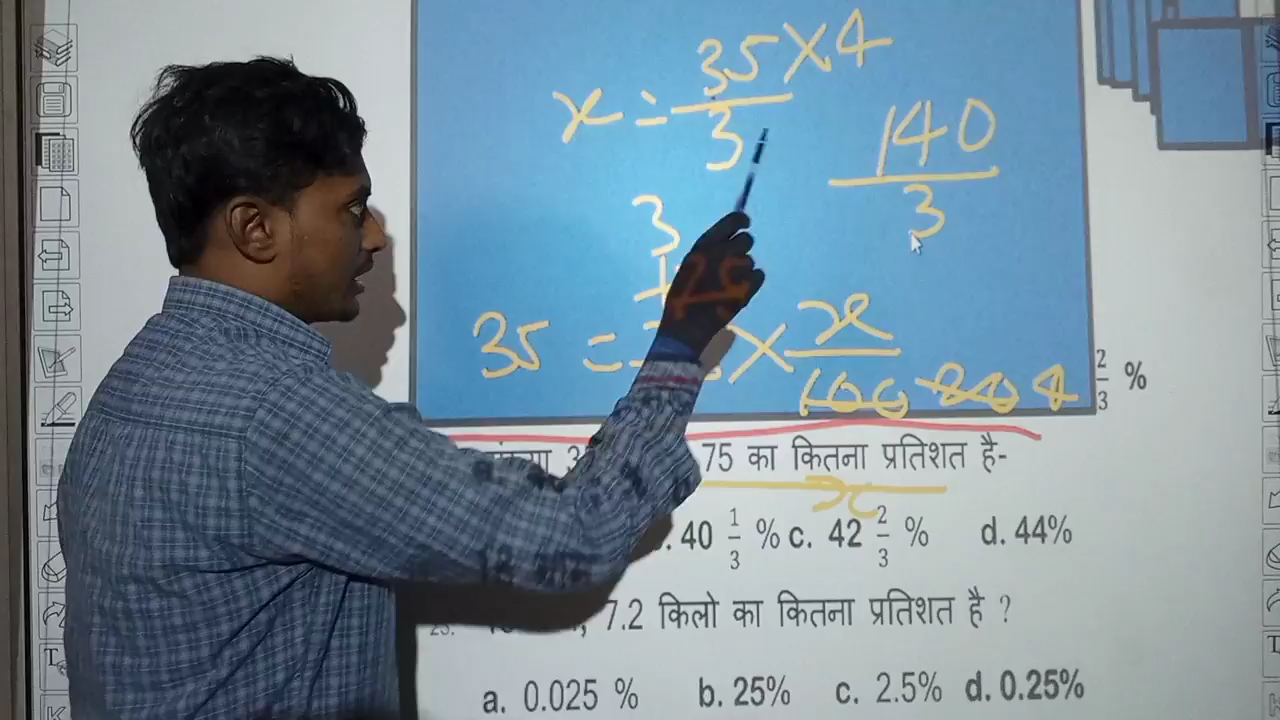 x = 35 X 4
3
140
3
3
35 = X x
100 20 4
2/3 %
75 का कितना प्रतिशत है-
x
40 1/3 % c. 42 2/3 % d. 44%
7.2 किलो का कितना प्रतिशत है ?
a. 0.025 % b. 25% c. 2.5% d. 0.25%